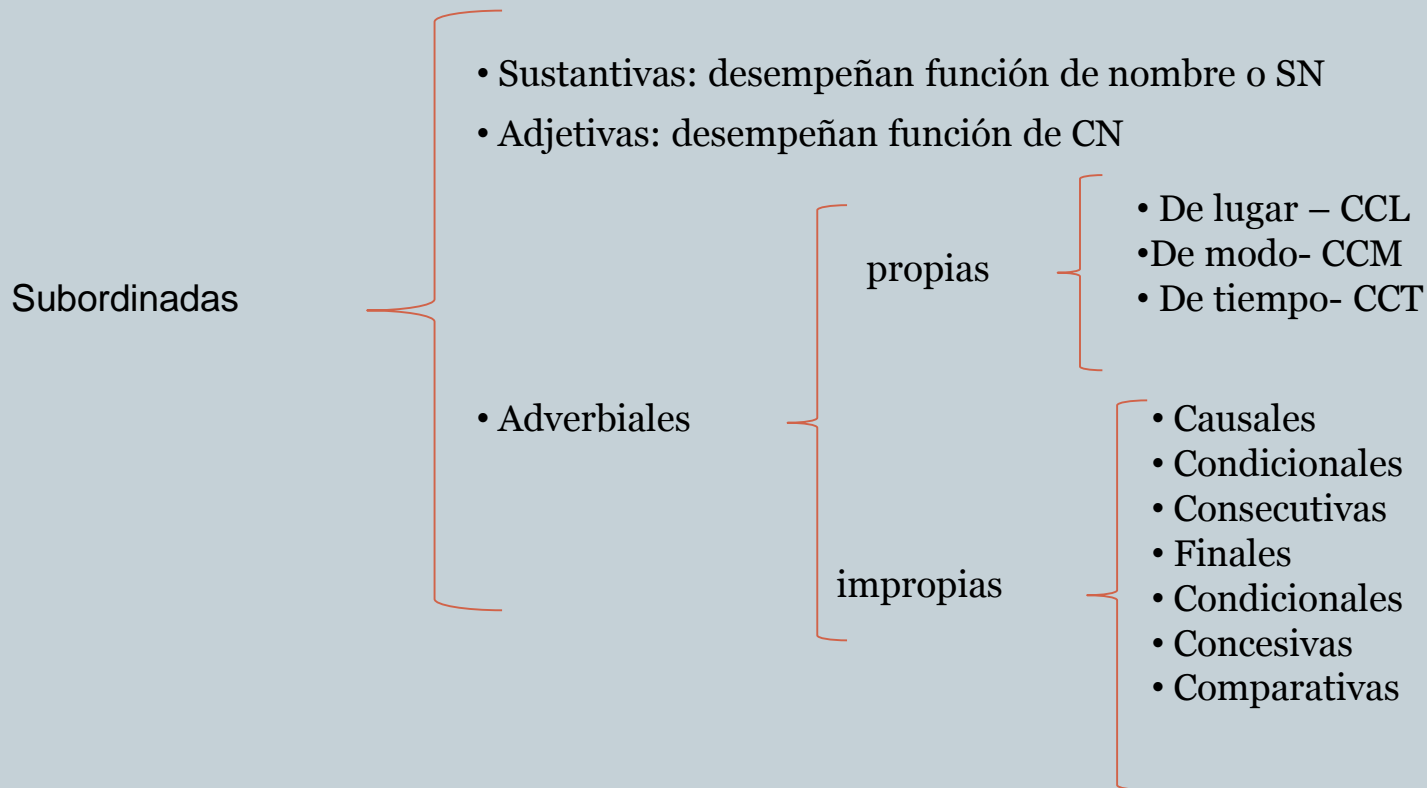 • Sustantivas: desempeñan función de nombre o SN
• Adjetivas: desempeñan función de CN
Subordinadas
• Adverbiales
propias
• De lugar – CCL
•De modo- CCM
• De tiempo- CCT
impropias
• Causales
• Condicionales
• Consecutivas
• Finales
• Condicionales
• Concesivas
• Comparativas